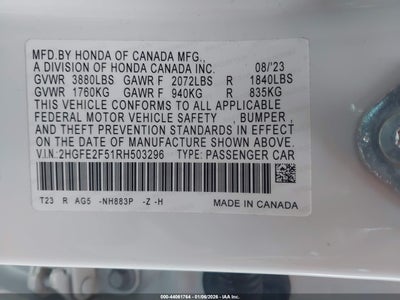 MFD.BY HONDA OF CANADA MFG.,
A DIVISION OF HONDA CANADA INC. 08/'23
GVWR 3880LBS GAWR F 2072LBS R 1840LBS
GVWR 1760KG GAWR F 940KG R 835KG
THIS VEHICLE CONFORMS TO ALL APPLICABLE
FEDERAL MOTOR VEHICLE SAFETY , BUMPER ,
AND THEFT PREVENTION STANDARDS IN EFFECT
ON THE DATE OF MANUFACTURE SHOWN ABOVE.
V.I.N. 2HGFE2F51RH503296 TYPE: PASSENGER CAR
T23 R AG5 -NH883P -Z -H
MADE IN CANADA
000-44081764 - 01/09/2026 - IAA Inc.